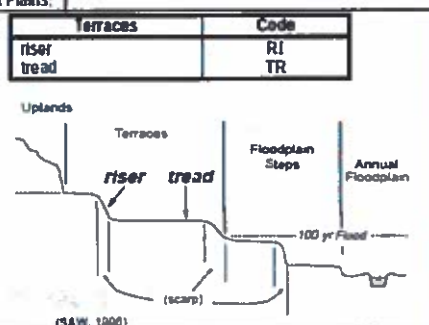 Plains.
Terraces Code
riser RI
tread TR
Uplands
Terraces
Floodplain
Steps
Annual
Floodplain
riser tread
100 yr Flood
(scarp)
(SAW, 1996)